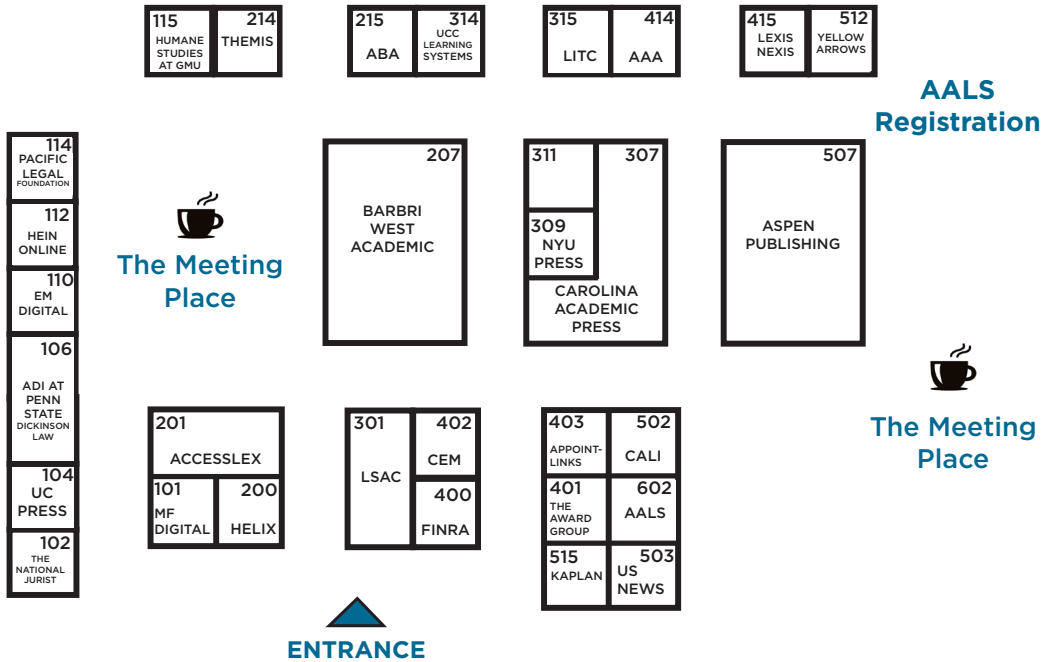 115
HUMANE
STUDIES
AT GMU
214
THEMIS
215
ABA
314
UCC
LEARNING
SYSTEMS
315
LITC
414
AAA
415
LEXIS
NEXIS
512
YELLOW
ARROWS
AALS
Registration
114
PACIFIC
LEGAL
FOUNDATION
112
HEIN
ONLINE
110
EM
DIGITAL
106
ADI AT
PENN
STATE
DICKINSON
LAW
104
UC
PRESS
102
THE
NATIONAL
JURIST
The Meeting
Place
207
BARBRI
WEST
ACADEMIC
311
309
NYU
PRESS
307
CAROLINA
ACADEMIC
PRESS
507
ASPEN
PUBLISHING
The Meeting
Place
201
ACCESSLEX
101
MF
DIGITAL
200
HELIX
301
LSAC
402
CEM
400
FINRA
403
APPOINT-
LINKS
502
CALI
401
THE
AWARD
GROUP
602
AALS
515
KAPLAN
503
US
NEWS
ENTRANCE